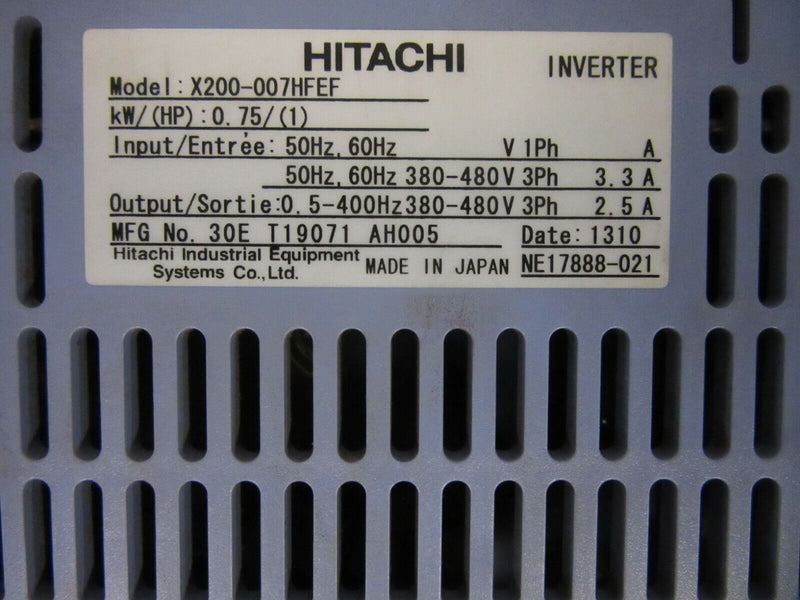 HITACHI INVERTER
Model:X200-007HFEF
kW/(HP):0.75/(1)
Input/Entrée: 50Hz,60Hz V 1Ph A
50Hz,60Hz 380-480V 3Ph 3.3 A
Output/Sortie:0.5-400Hz380-480V 3Ph 2.5 A
MFG No. 30E T19071 AH005 Date: 1310
Hitachi Industrial Equipment
Systems Co.,Ltd. MADE IN JAPAN NE17888-021